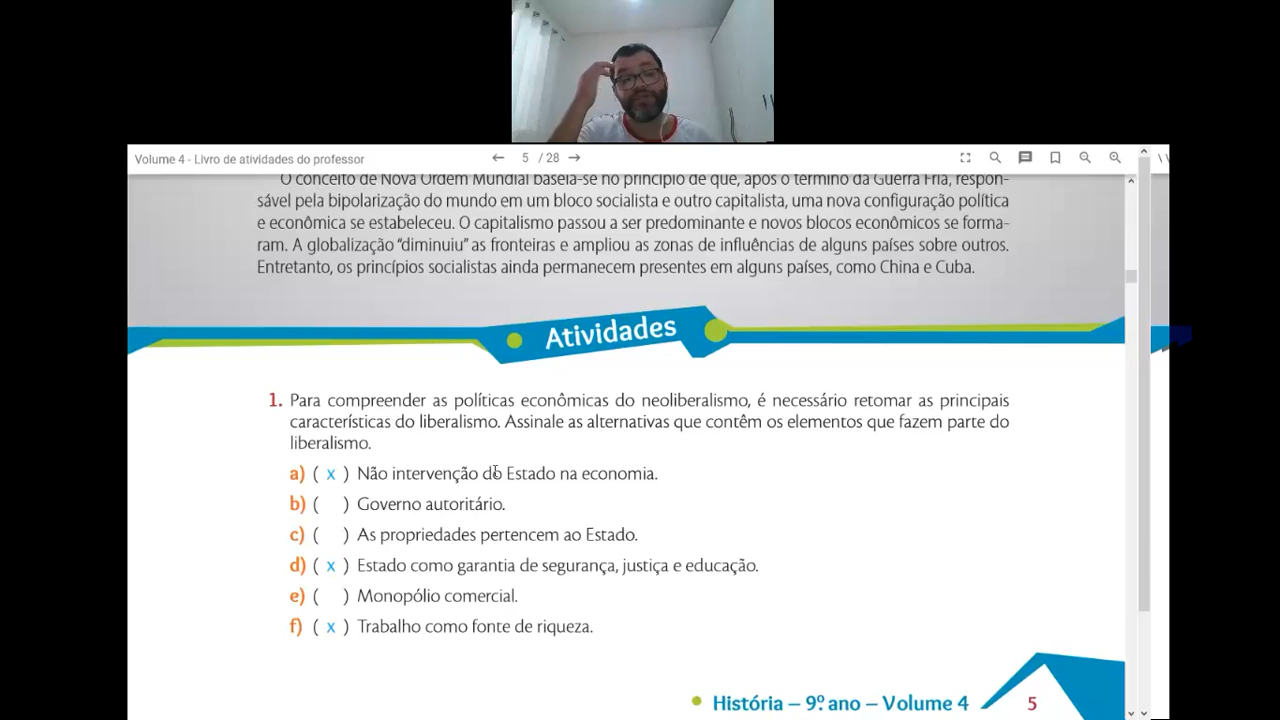 Volume 4 - Livro de atividades do professor
5 / 28
O conceito de Nova Ordem Mundial baseia-se no princípio de que, após o término da Guerra Fria, respon-
sável pela bipolarização do mundo em um bloco socialista e outro capitalista, uma nova configuração política
e econômica se estabeleceu. O capitalismo passou a ser predominante e novos blocos econômicos se forma-
ram. A globalização “diminuiu” as fronteiras e ampliou as zonas de influências de alguns países sobre outros.
Entretanto, os princípios socialistas ainda permanecem presentes em alguns países, como China e Cuba.
Atividades
1. Para compreender as políticas econômicas do neoliberalismo, é necessário retomar as principais
características do liberalismo. Assinale as alternativas que contêm os elementos que fazem parte do
liberalismo.
a) ( x ) Não intervenção do Estado na economia.
b) ( ) Governo autoritário.
c) ( ) As propriedades pertencem ao Estado.
d) ( x ) Estado como garantia de segurança, justiça e educação.
e) ( ) Monopólio comercial.
f) ( x ) Trabalho como fonte de riqueza.
História – 9º. ano – Volume 4
5